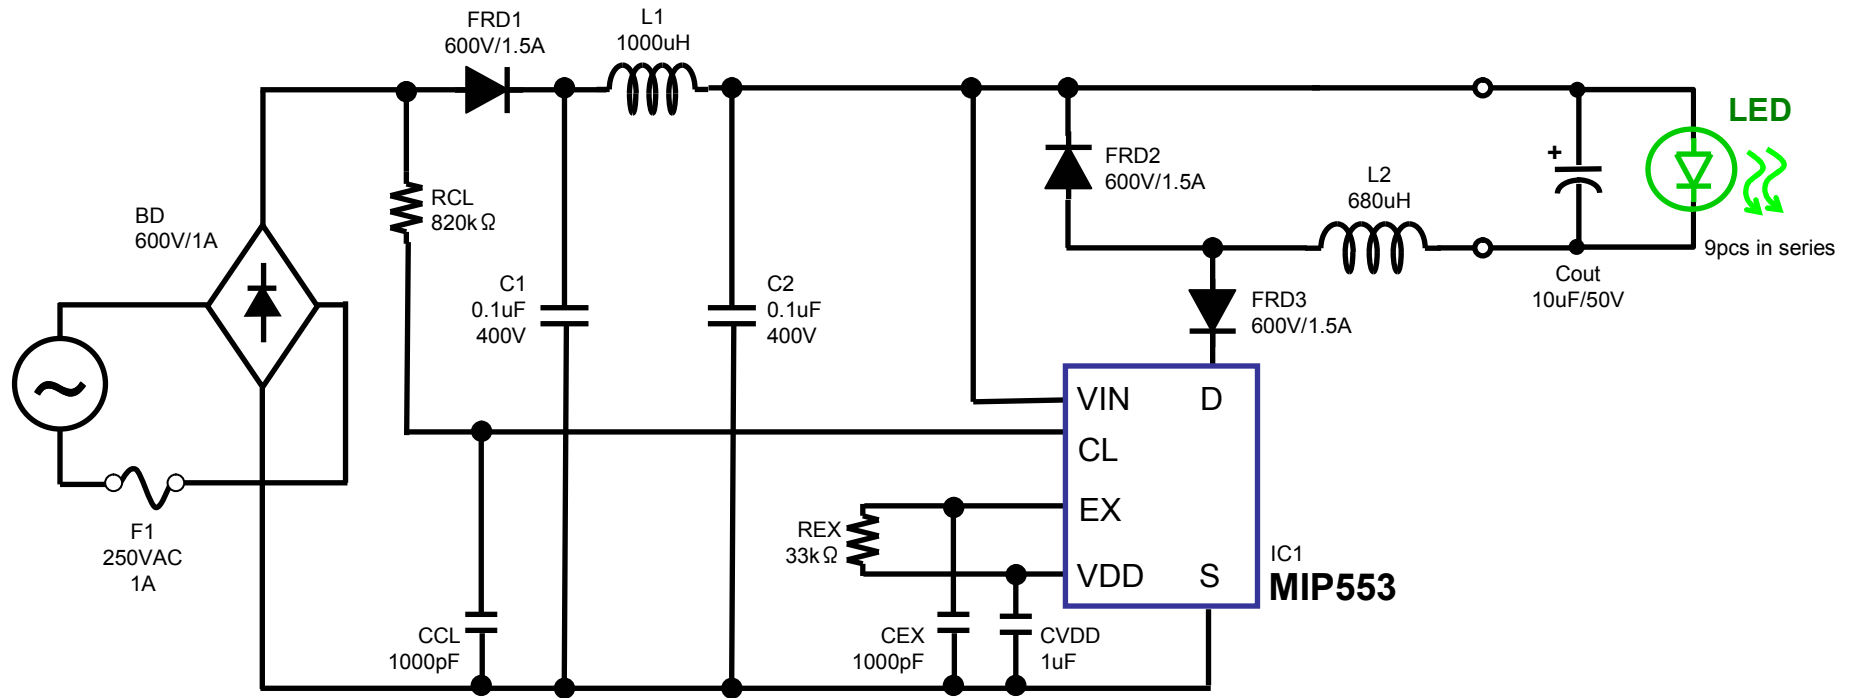 FRD1
600V/1.5A
L1
1000uH
LED
FRD2
600V/1.5A
L2
680uH
RCL
820kΩ
BD
600V/1A
9pcs in series
Cout
10uF/50V
C1
0.1uF
400V
C2
0.1uF
400V
FRD3
600V/1.5A
VIN
D
CL
EX
VDD
S
REX
33kΩ
IC1
MIP553
F1
250VAC
1A
CCL
1000pF
CEX
1000pF
CVDD
1uF
+